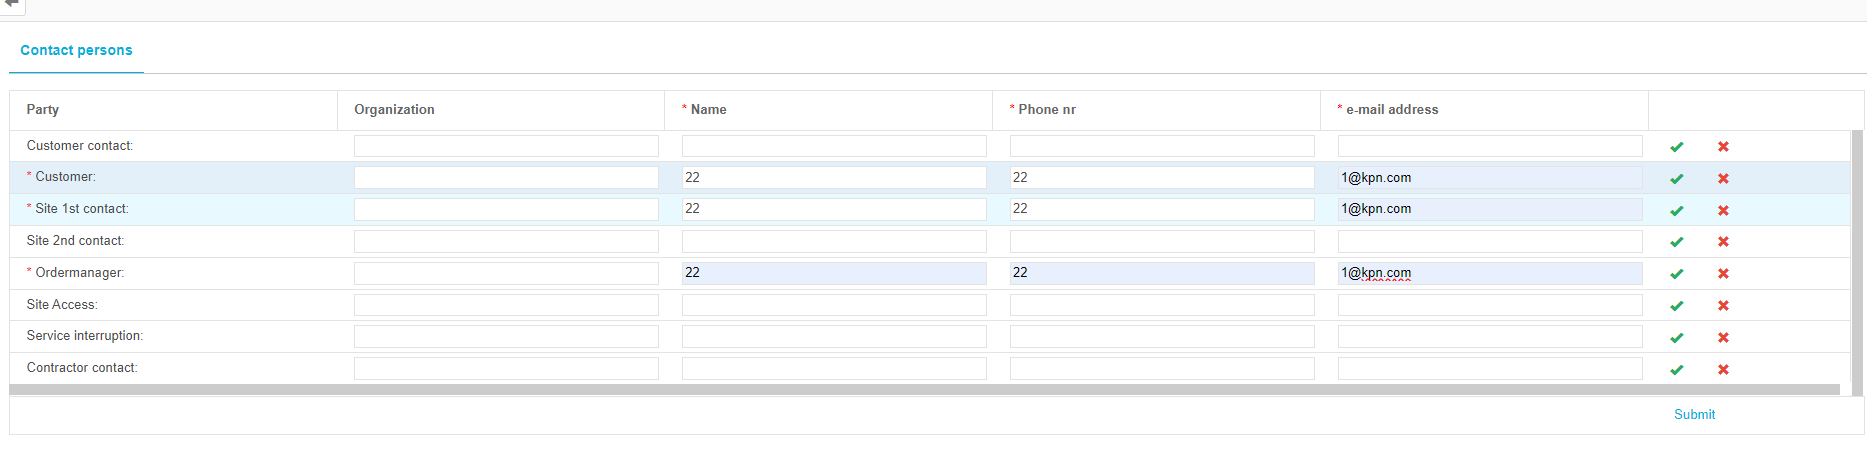 Contact persons
Party Organization * Name * Phone nr * e-mail address
Customer contact:
* Customer: 22 22 1@kpn.com
* Site 1st contact: 22 22 1@kpn.com
Site 2nd contact:
* Ordermanager: 22 22 1@kpn.com
Site Access:
Service interruption:
Contractor contact:
Submit